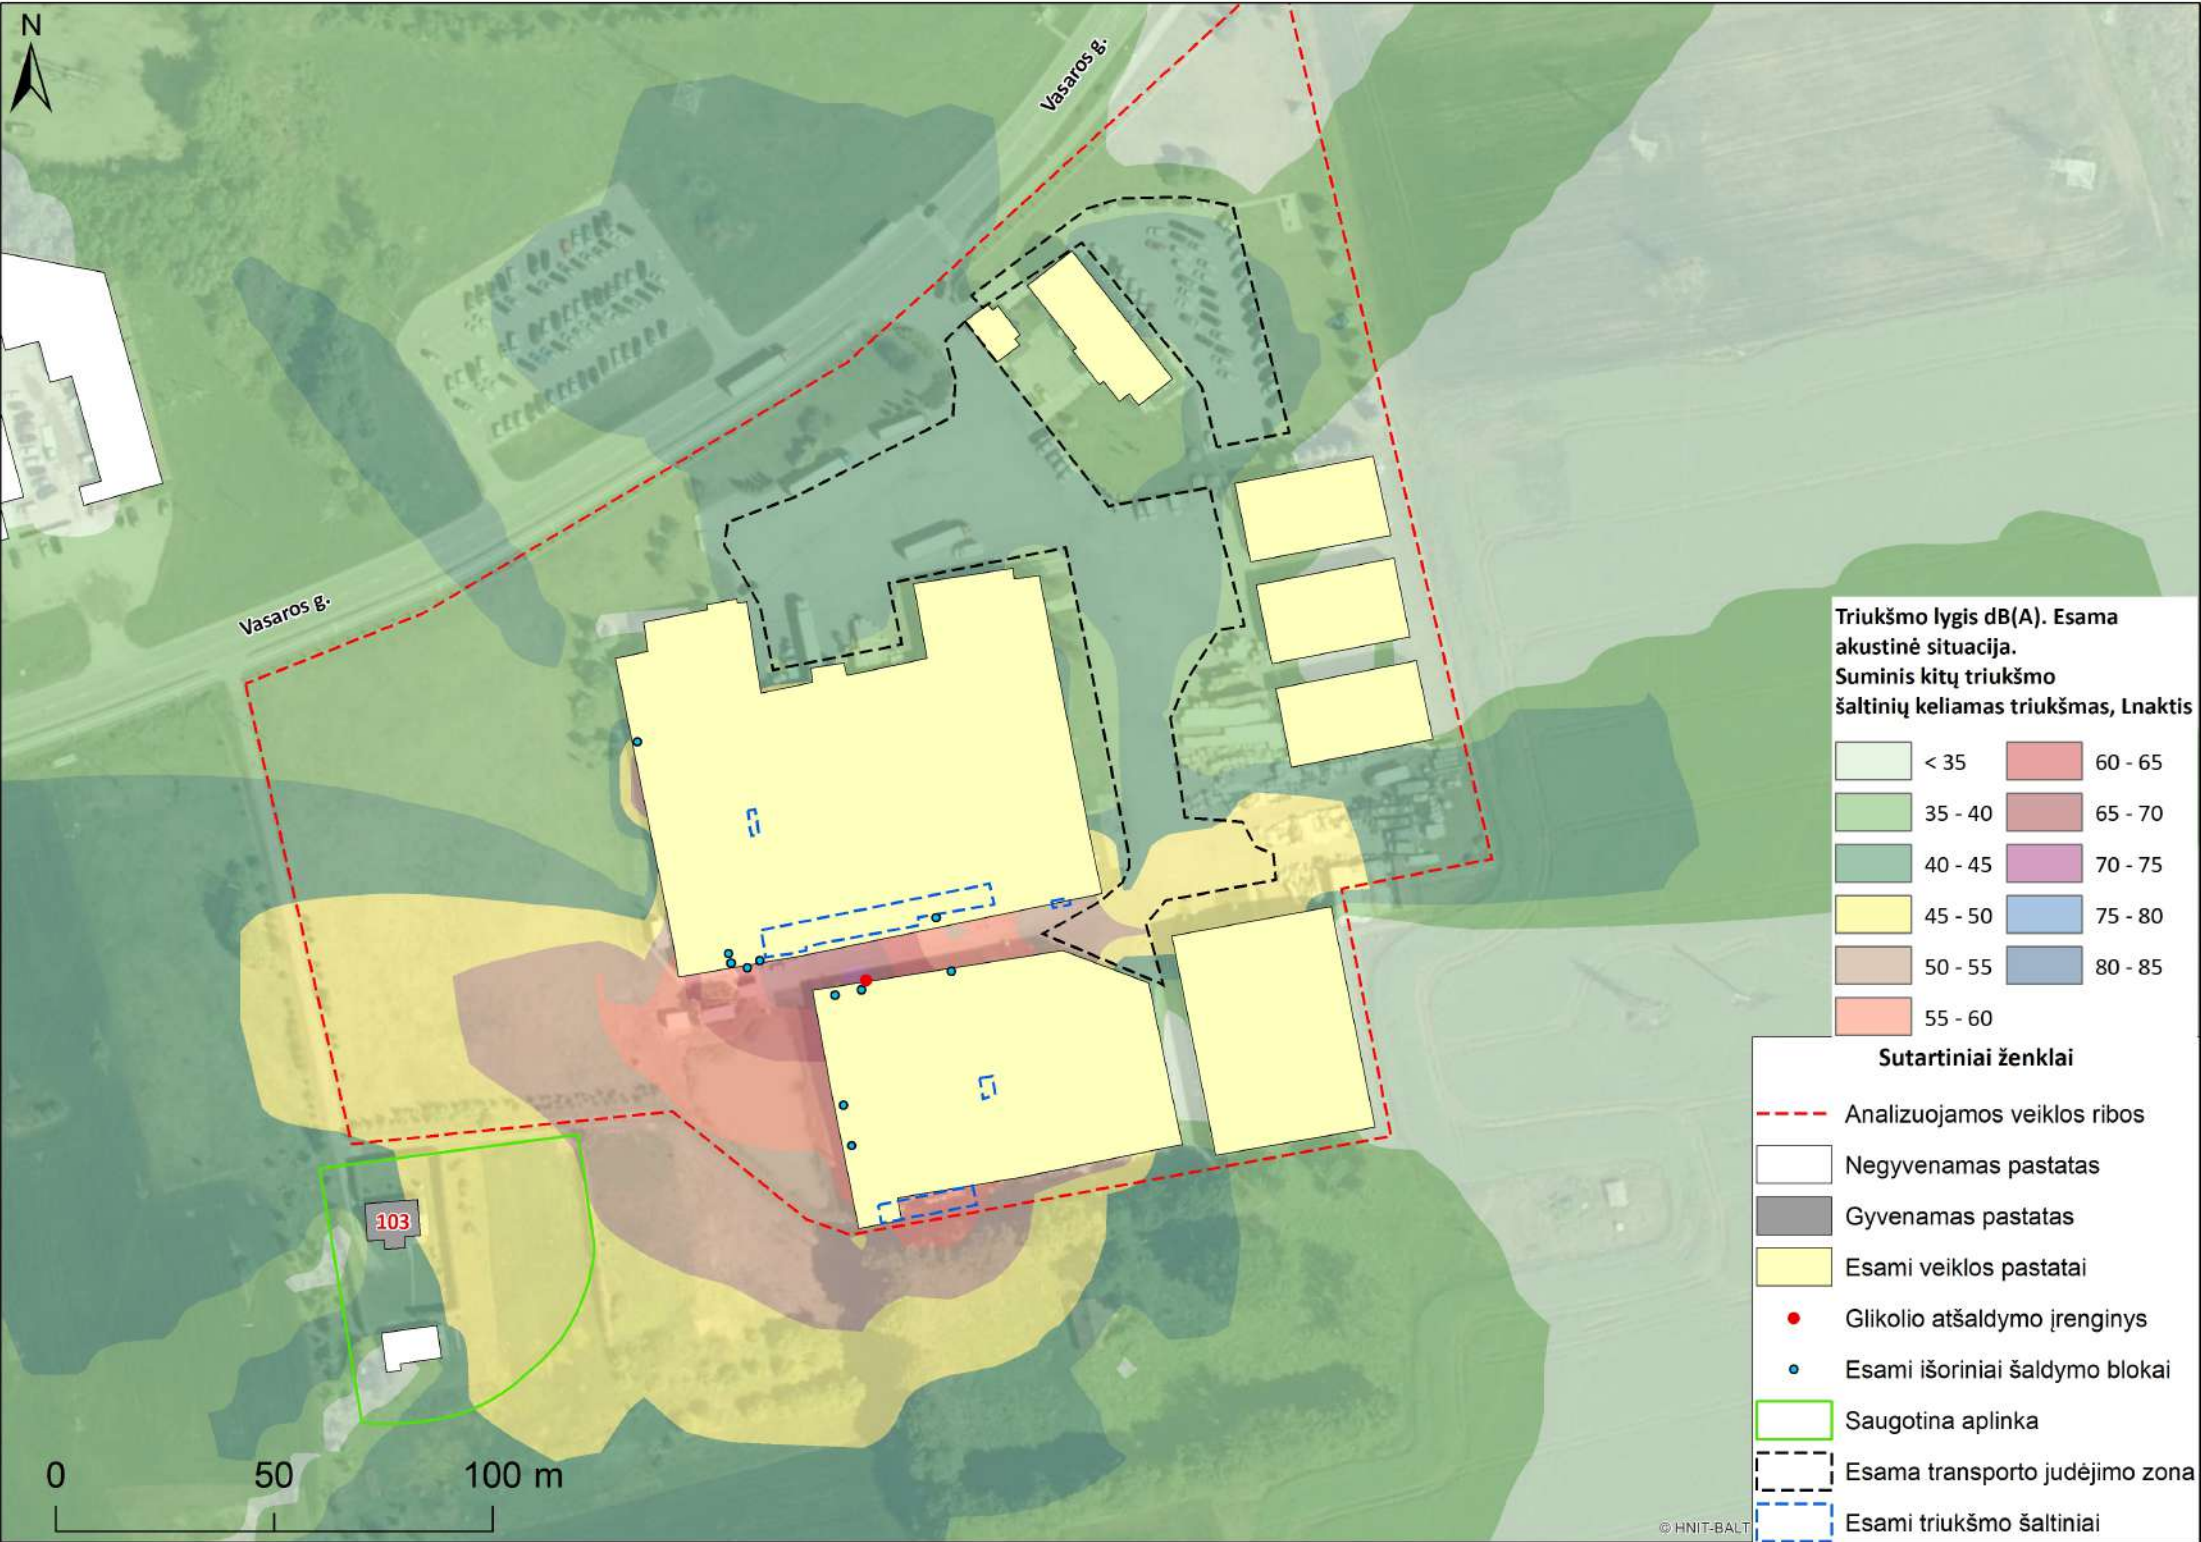 N
Vasaros g.
Vasaros g.
103
0 50 100 m
© HNIT-BALT
Triukšmo lygis dB(A). Esama
akustinė situacija.
Suminis kitų triukšmo
šaltinių keliamas triukšmas, Lnaktis
< 35
60 - 65
35 - 40
65 - 70
40 - 45
70 - 75
45 - 50
75 - 80
50 - 55
80 - 85
55 - 60
Sutartiniai ženklai
Analizuojamos veiklos ribos
Negyvenamas pastatas
Gyvenamas pastatas
Esami veiklos pastatai
Glikolio atšaldymo įrenginys
Esami išoriniai šaldymo blokai
Saugotina aplinka
Esama transporto judėjimo zona
Esami triukšmo šaltiniai